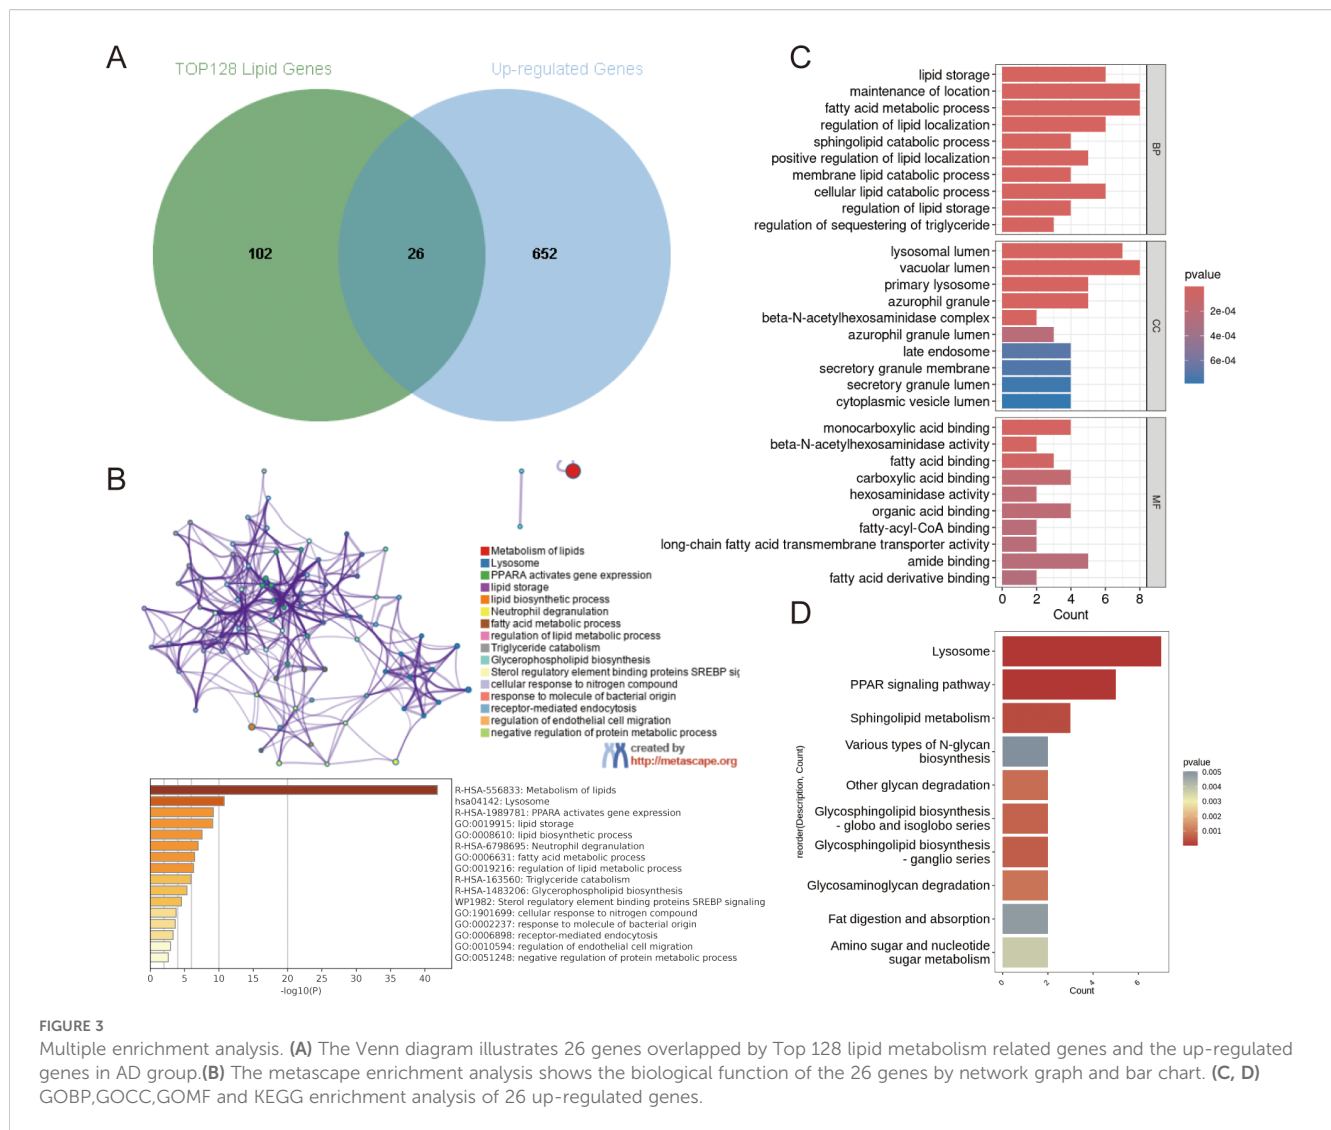 A
TOP128 Lipid Genes
Up-regulated Genes
102
26
652
B
Metabolism of lipids
Lysosome
PPARA activates gene expression
lipid storage
lipid biosynthetic process
Neutrophil degranulation
fatty acid metabolic process
regulation of lipid metabolic process
Triglyceride catabolism
Glycerophospholipid biosynthesis
Sterol regulatory element binding proteins SREBP sig
cellular response to nitrogen compound
response to molecule of bacterial origin
receptor-mediated endocytosis
regulation of endothelial cell migration
negative regulation of protein metabolic process
created by
http://metascape.org
R-HSA-556833: Metabolism of lipids
hsa04142: Lysosome
R-HSA-1989781: PPARA activates gene expression
GO:0019915: lipid storage
GO:0008610: lipid biosynthetic process
R-HSA-6798695: Neutrophil degranulation
GO:0006631: fatty acid metabolic process
GO:0019216: regulation of lipid metabolic process
R-HSA-163560: Triglyceride catabolism
R-HSA-1483206: Glycerophospholipid biosynthesis
WP1982: Sterol regulatory element binding proteins SREBP signaling
GO:1901699: cellular response to nitrogen compound
GO:0002237: response to molecule of bacterial origin
GO:0006898: receptor-mediated endocytosis
GO:0010594: regulation of endothelial cell migration
GO:0051248: negative regulation of protein metabolic process
0 5 10 15 20 25 30 35 40
-log10(P)
C
lipid storage
maintenance of location
fatty acid metabolic process
regulation of lipid localization
sphingolipid catabolic process
positive regulation of lipid localization
membrane lipid catabolic process
cellular lipid catabolic process
regulation of lipid storage
regulation of sequestering of triglyceride
BP
lysosomal lumen
vacuolar lumen
primary lysosome
azurophil granule
beta-N-acetylhexosaminidase complex
azurophil granule lumen
late endosome
secretory granule membrane
secretory granule lumen
cytoplasmic vesicle lumen
CC
monocarboxylic acid binding
beta-N-acetylhexosaminidase activity
fatty acid binding
carboxylic acid binding
hexosaminidase activity
organic acid binding
fatty-acyl-CoA binding
long-chain fatty acid transmembrane transporter activity
amide binding
fatty acid derivative binding
MF
0 2 4 6 8
Count
pvalue
2e-04
4e-04
6e-04
D
reorder(Description, Count)
Lysosome
PPAR signaling pathway
Sphingolipid metabolism
Various types of N-glycan
biosynthesis
Other glycan degradation
Glycosphingolipid biosynthesis
- globo and isoglobo series
Glycosphingolipid biosynthesis
- ganglio series
Glycosaminoglycan degradation
Fat digestion and absorption
Amino sugar and nucleotide
sugar metabolism
0 2 4 6
Count
pvalue
0.005
0.004
0.003
0.002
0.001
FIGURE 3
Multiple enrichment analysis. (A) The Venn diagram illustrates 26 genes overlapped by Top 128 lipid metabolism related genes and the up-regulated
genes in AD group.(B) The metascape enrichment analysis shows the biological function of the 26 genes by network graph and bar chart. (C, D)
GOBP,GOCC,GOMF and KEGG enrichment analysis of 26 up-regulated genes.